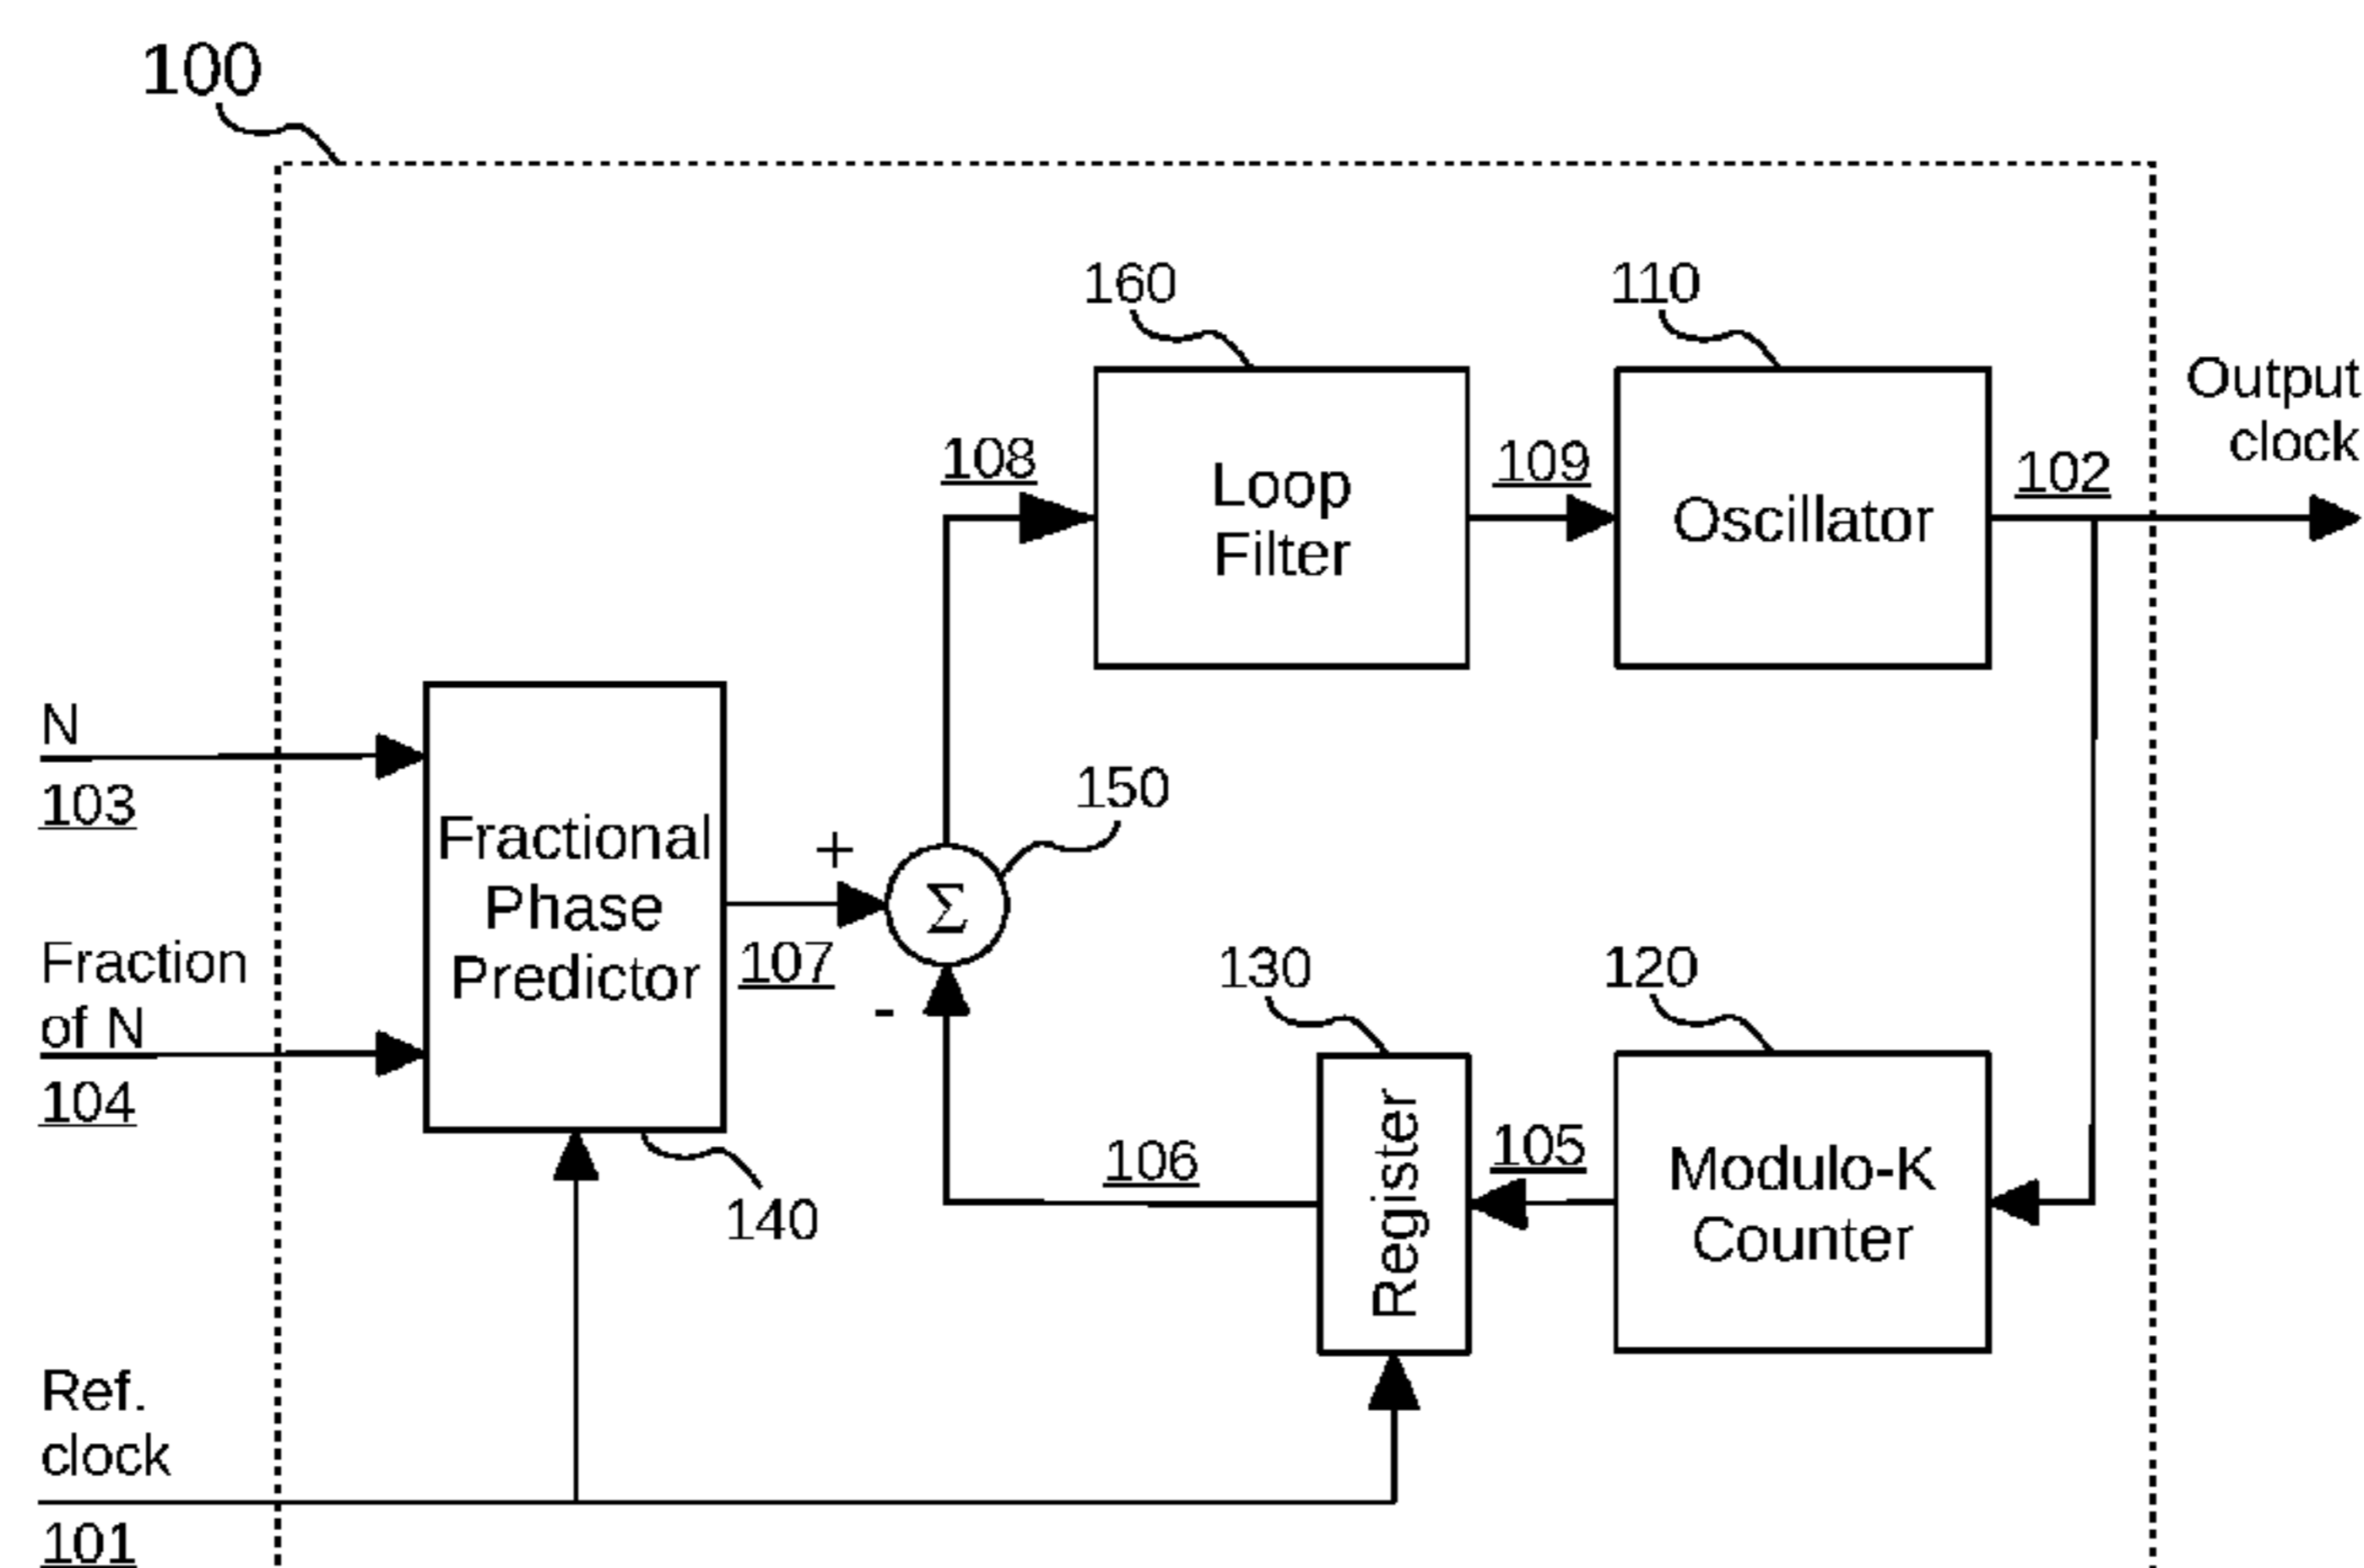 100
160
110
Output
clock
108
Loop
Filter
109
Oscillator
102
N
103
150
Fractional
Phase
Predictor
+
Σ
107
-
Fraction
of N
104
130
120
140
106
Register
105
Modulo-K
Counter
Ref.
clock
101